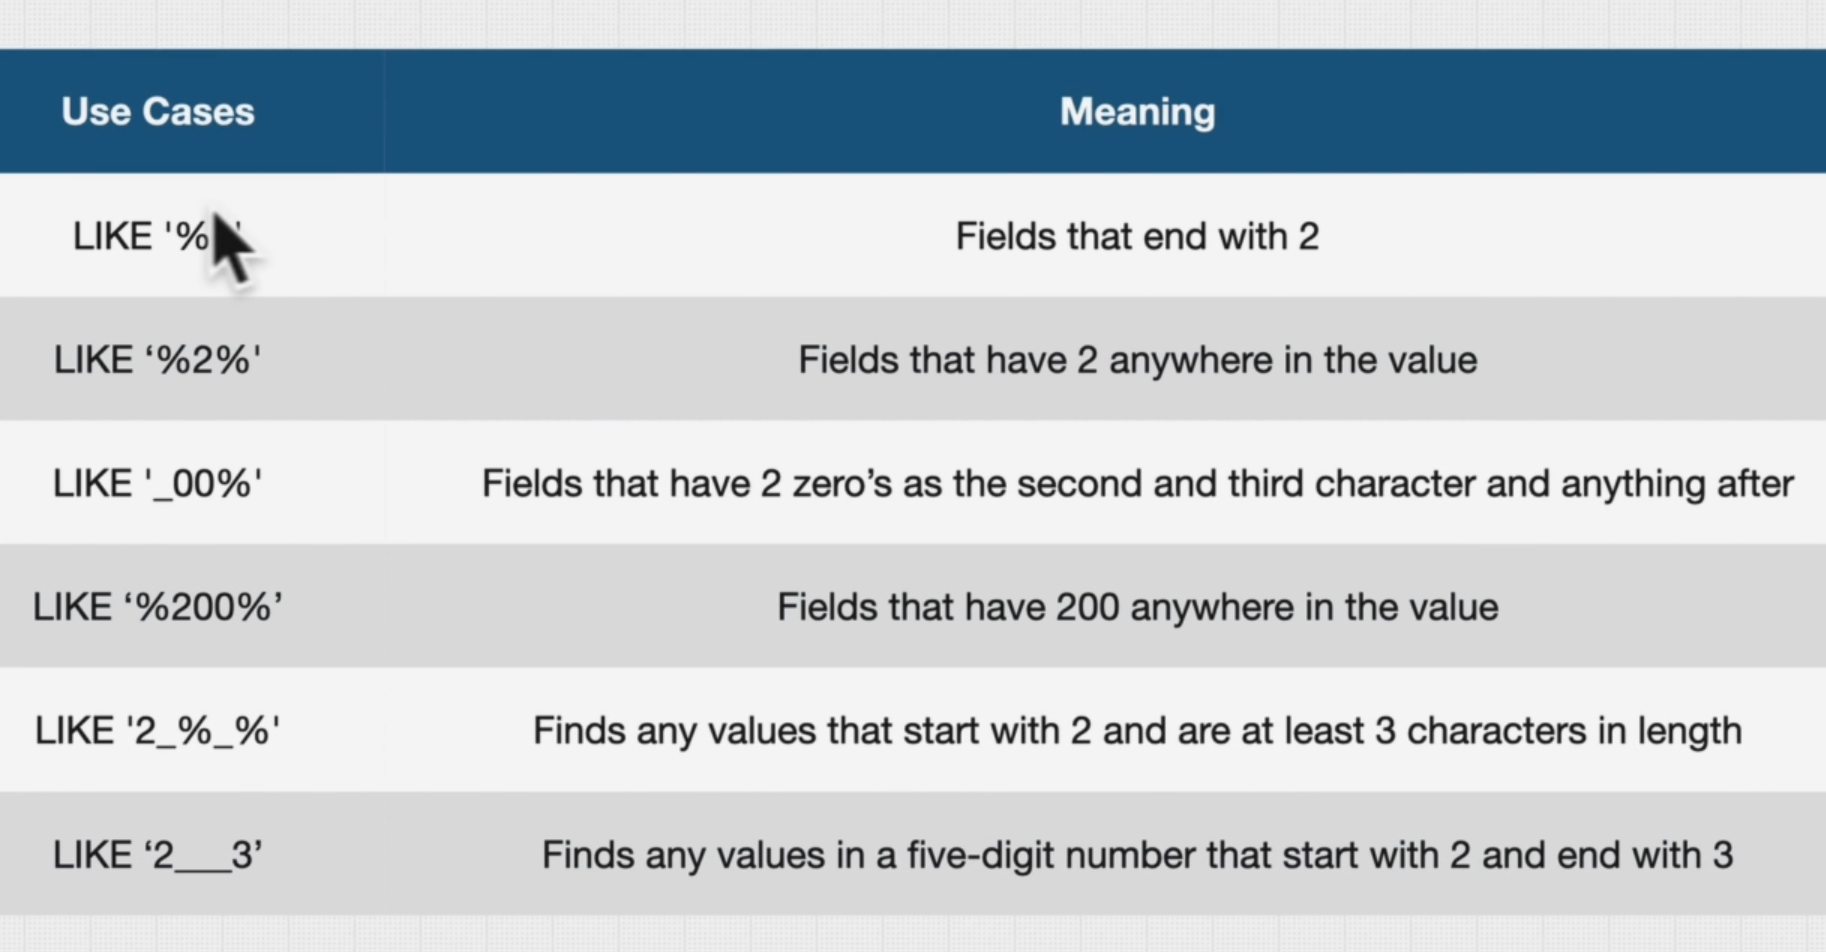 Use Cases Meaning
LIKE '% ' Fields that end with 2
LIKE ‘%2%' Fields that have 2 anywhere in the value
LIKE '_00%' Fields that have 2 zero’s as the second and third character and anything after
LIKE ‘%200%’ Fields that have 200 anywhere in the value
LIKE '2_%_%' Finds any values that start with 2 and are at least 3 characters in length
LIKE ‘2___3’ Finds any values in a five-digit number that start with 2 and end with 3